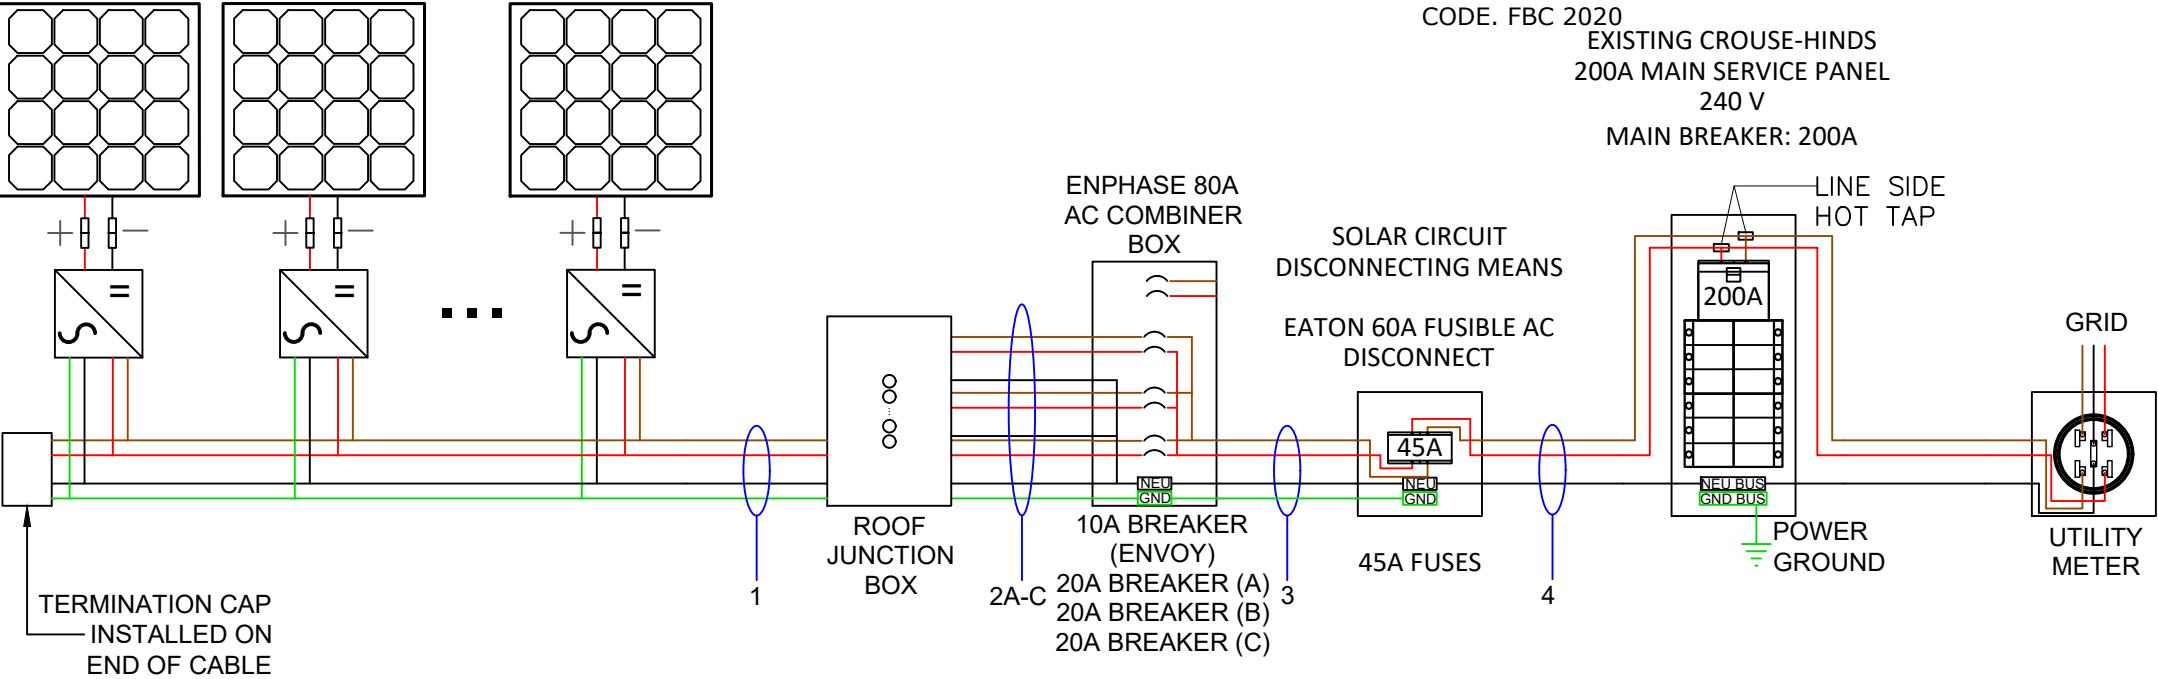 CODE. FBC 2020
EXISTING CROUSE-HINDS
200A MAIN SERVICE PANEL
240 V
MAIN BREAKER: 200A
LINE SIDE
HOT TAP
ENPHASE 80A
AC COMBINER
BOX
SOLAR CIRCUIT
DISCONNECTING MEANS
EATON 60A FUSIBLE AC
DISCONNECT
200A
GRID
45A
NEU
GND
NEU
GND
NEU BUS
GND BUS
ROOF
JUNCTION
BOX
10A BREAKER
(ENVOY)
20A BREAKER (A)
20A BREAKER (B)
20A BREAKER (C)
45A FUSES
POWER
GROUND
UTILITY
METER
1
2A-C
3
4
TERMINATION CAP
INSTALLED ON
END OF CABLE